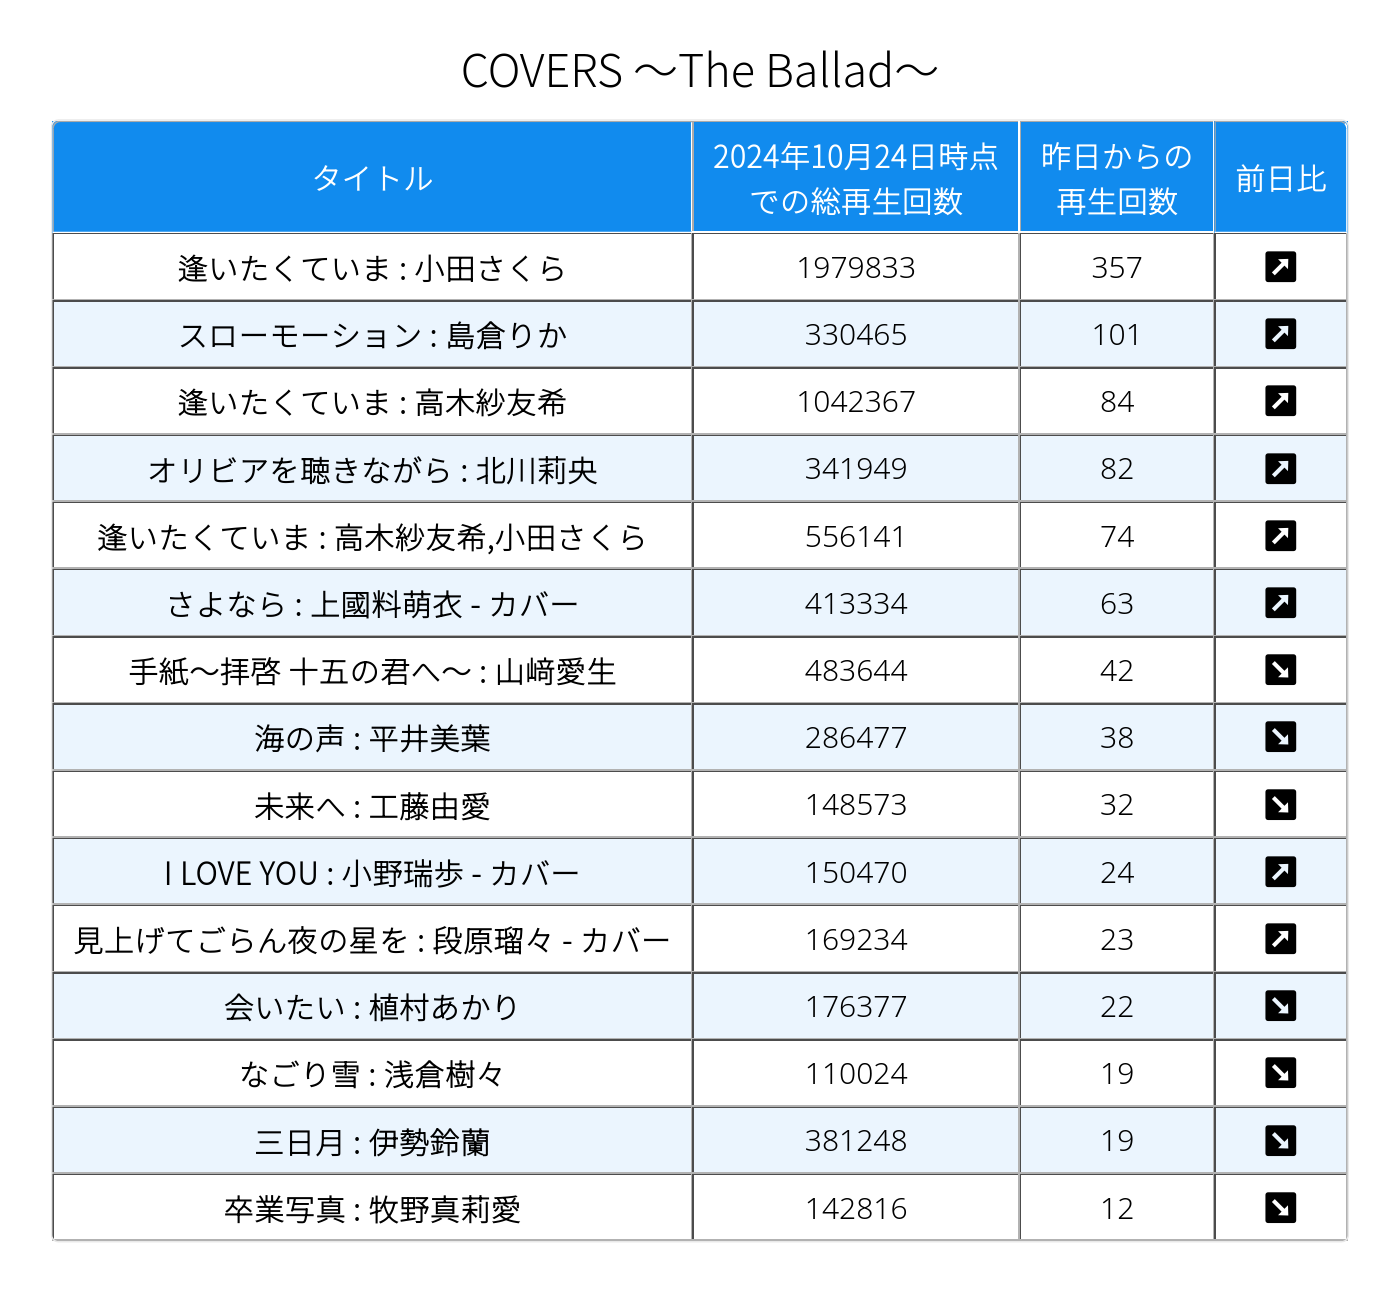 COVERS ～The Ballad～
タイトル 2024年10月24日時点での総再生回数 昨日からの再生回数 前日比
逢いたくていま : 小田さくら 1979833 357 ↗
スローモーション : 島倉りか 330465 101 ↗
逢いたくていま : 高木紗友希 1042367 84 ↗
オリビアを聴きながら : 北川莉央 341949 82 ↗
逢いたくていま : 高木紗友希,小田さくら 556141 74 ↗
さよなら : 上國料萌衣 - カバー 413334 63 ↗
手紙～拝啓 十五の君へ～ : 山﨑愛生 483644 42 ↘
海の声 : 平井美葉 286477 38 ↘
未来へ : 工藤由愛 148573 32 ↘
I LOVE YOU : 小野瑞歩 - カバー 150470 24 ↗
見上げてごらん夜の星を : 段原瑠々 - カバー 169234 23 ↗
会いたい : 植村あかり 176377 22 ↘
なごり雪 : 浅倉樹々 110024 19 ↘
三日月 : 伊勢鈴蘭 381248 19 ↘
卒業写真 : 牧野真莉愛 142816 12 ↘